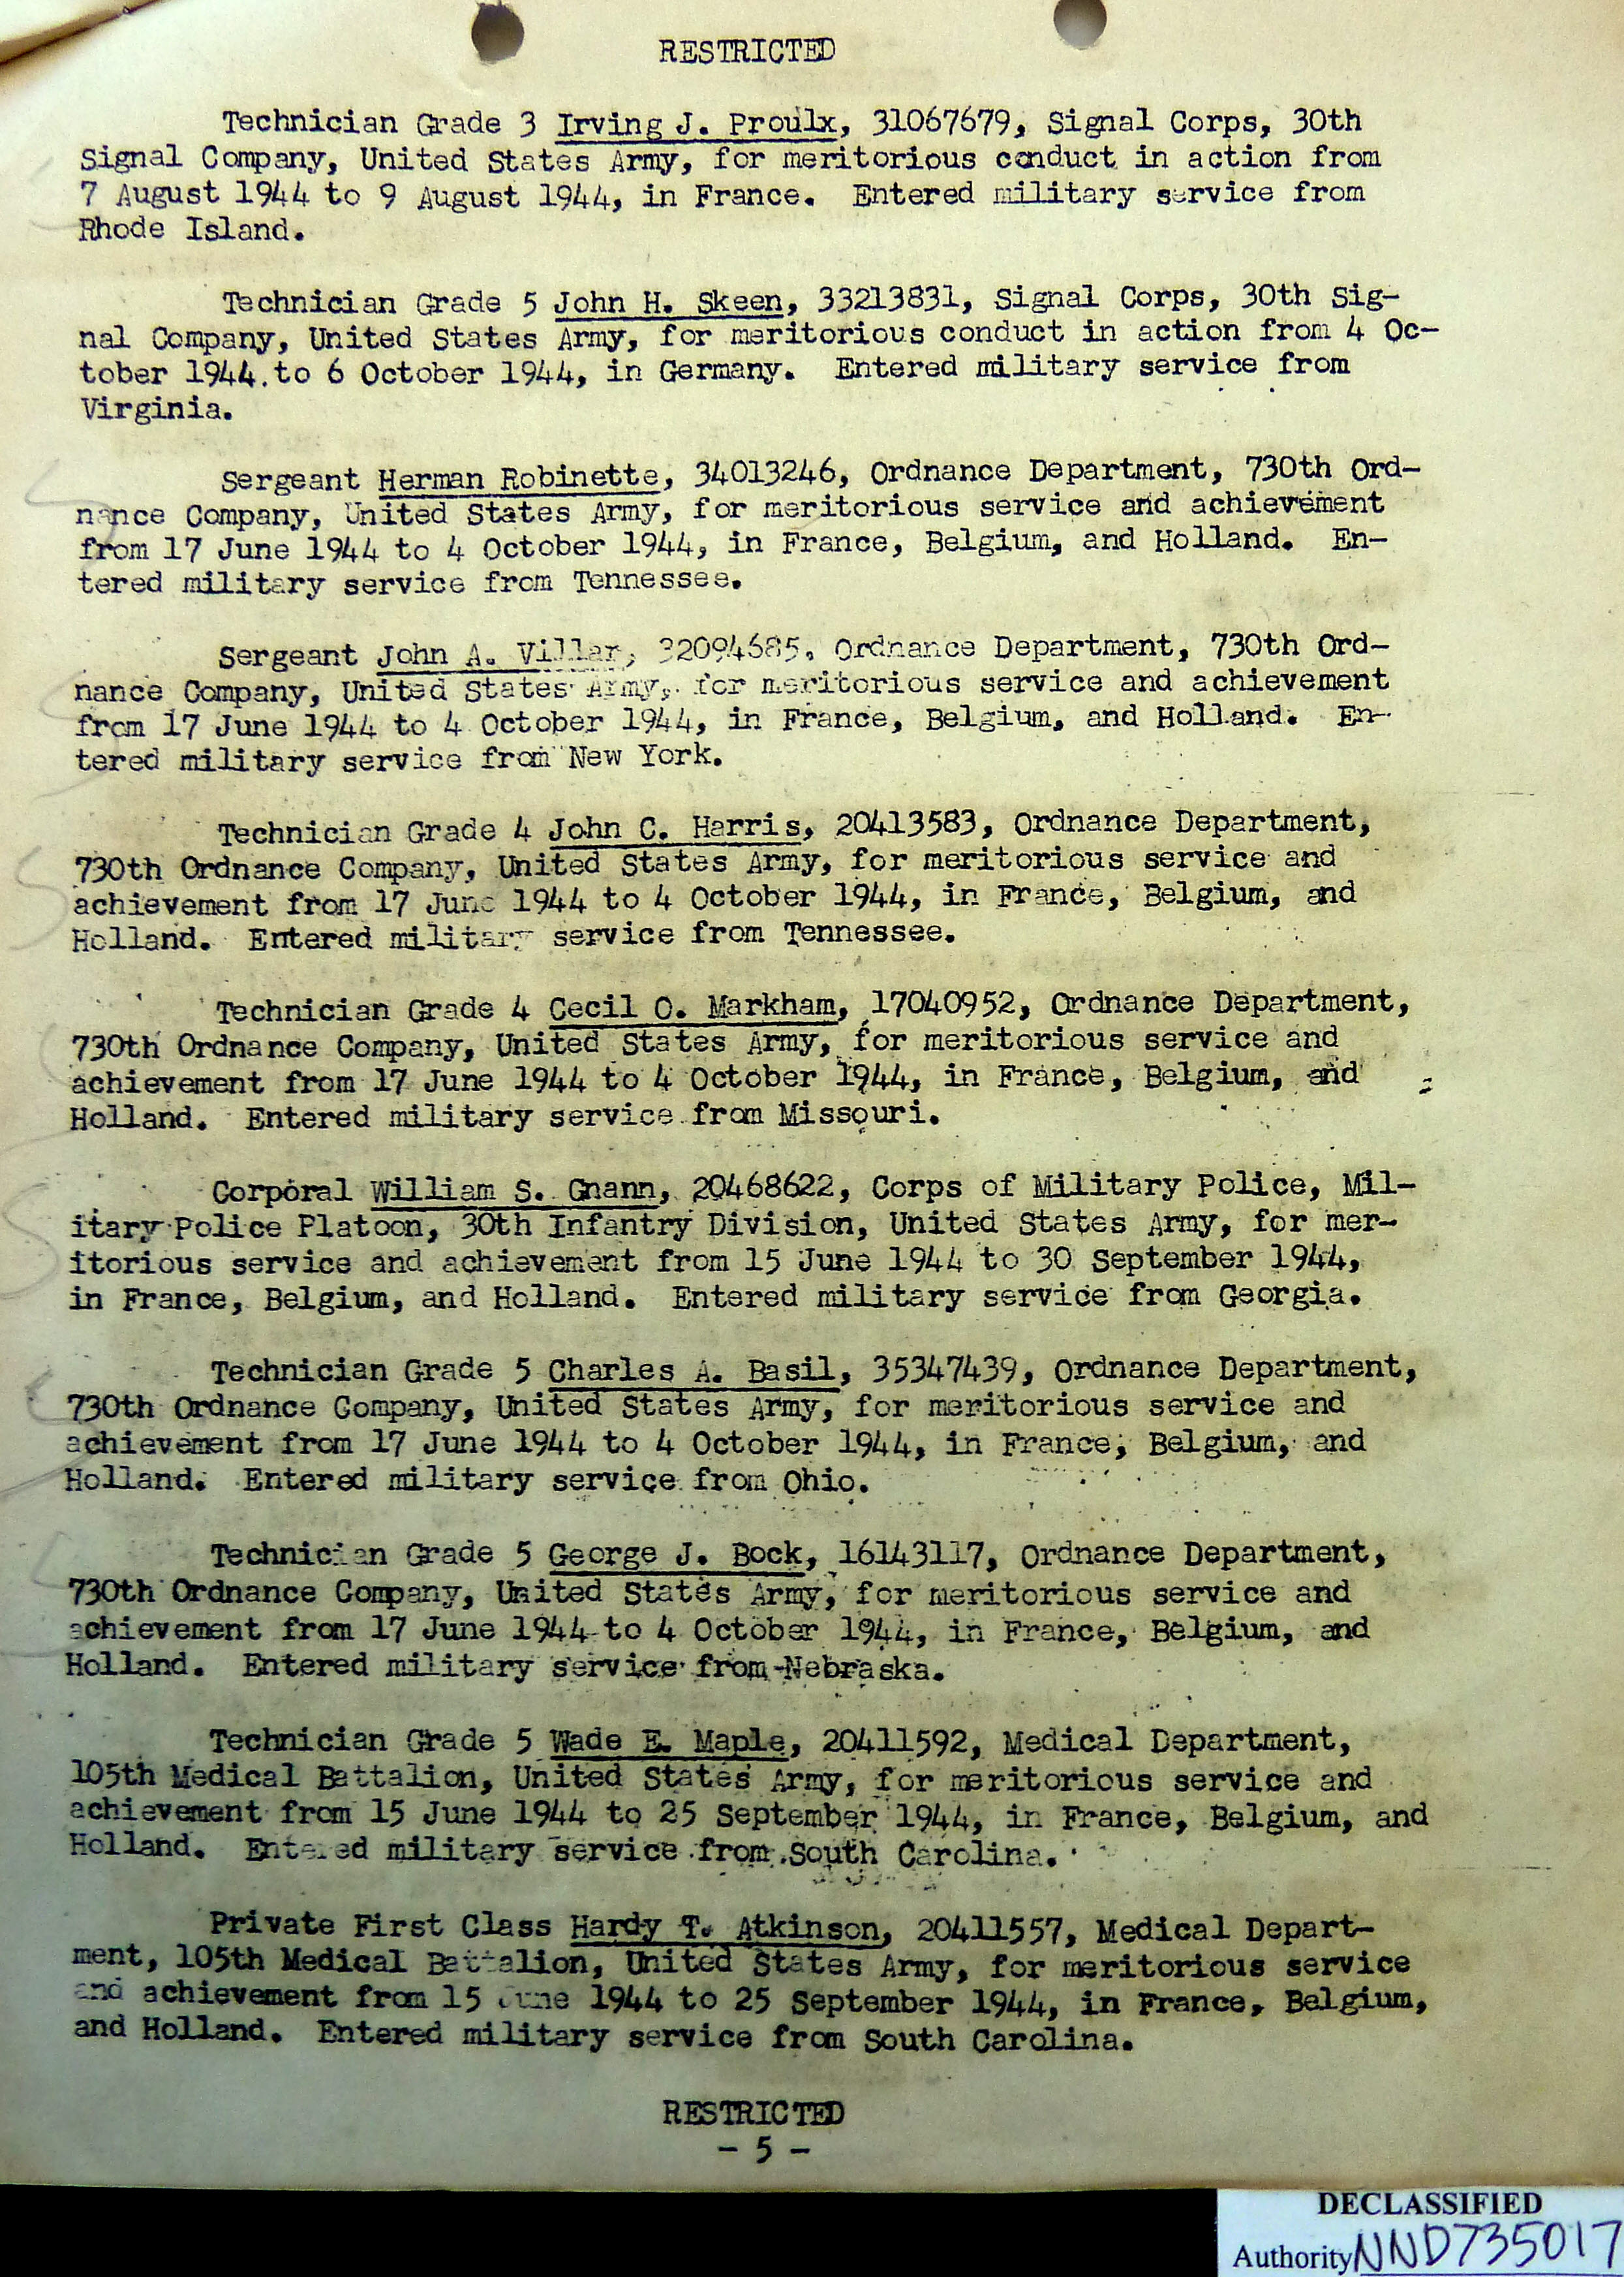 RESTRICTED
Technician Grade 3 Irving J. Proulx, 31067679, Signal Corps, 30th
Signal Company, United States Army, for meritorious conduct in action from
7 August 1944 to 9 August 1944, in France. Entered military service from
Rhode Island.
Technician Grade 5 John H. Skeen, 33213831, Signal Corps, 30th Sig-
nal Company, United States Army, for meritorious conduct in action from 4 Oc-
tober 1944 to 6 October 1944, in Germany. Entered military service from
Virginia.
Sergeant Herman Robinette, 34013246, Ordnance Department, 730th Ord-
nance Company, United States Army, for meritorious service and achievement
from 17 June 1944 to 4 October 1944, in France, Belgium, and Holland. En-
tered military service from Tennessee.
Sergeant John A. Villar, 32094685, Ordnance Department, 730th Ord-
nance Company, United States Army, for meritorious service and achievement
from 17 June 1944 to 4 October 1944, in France, Belgium, and Holland. En-
tered military service from New York.
Technician Grade 4 John C. Harris, 20413583, Ordnance Department,
730th Ordnance Company, United States Army, for meritorious service and
achievement from 17 June 1944 to 4 October 1944, in France, Belgium, and
Holland. Entered military service from Tennessee.
Technician Grade 4 Cecil O. Markham, 17040952, Ordnance Department,
730th Ordnance Company, United States Army, for meritorious service and
achievement from 17 June 1944 to 4 October 1944, in France, Belgium, and
Holland. Entered military service from Missouri.
Corporal William S. Gnann, 20468622, Corps of Military Police, Mil-
itary Police Platoon, 30th Infantry Division, United States Army, for mer-
itorious service and achievement from 15 June 1944 to 30 September 1944,
in France, Belgium, and Holland. Entered military service from Georgia.
Technician Grade 5 Charles A. Basil, 35347439, Ordnance Department,
730th Ordnance Company, United States Army, for meritorious service and
achievement from 17 June 1944 to 4 October 1944, in France, Belgium, and
Holland. Entered military service from Ohio.
Technician Grade 5 George J. Bock, 16143117, Ordnance Department,
730th Ordnance Company, United States Army, for meritorious service and
achievement from 17 June 1944 to 4 October 1944, in France, Belgium, and
Holland. Entered military service from Nebraska.
Technician Grade 5 Wade E. Maple, 20411592, Medical Department,
105th Medical Battalion, United States Army, for meritorious service and
achievement from 15 June 1944 to 25 September 1944, in France, Belgium, and
Holland. Entered military service from South Carolina.
Private First Class Hardy T. Atkinson, 20411557, Medical Depart-
ment, 105th Medical Battalion, United States Army, for meritorious service
and achievement from 15 June 1944 to 25 September 1944, in France, Belgium,
and Holland. Entered military service from South Carolina.
RESTRICTED
- 5 -
DECLASSIFIED
Authority NND735017